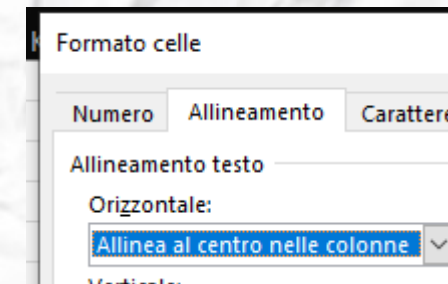 Formato celle
Numero Allineamento Carattere
Allineamento testo
Orizzontale:
Allinea al centro nelle colonne